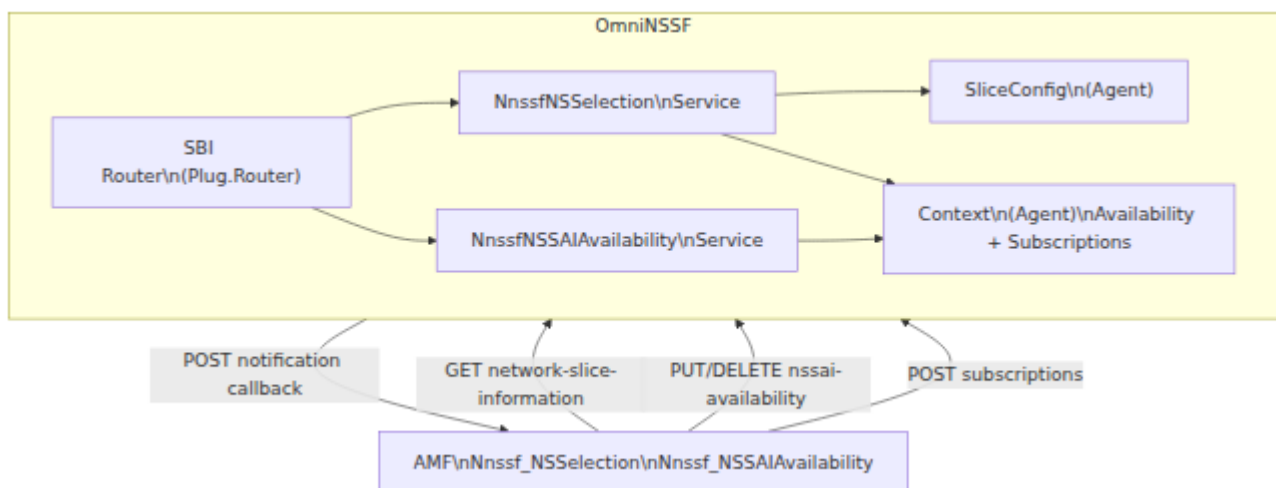 OmniNSSF
NnssfNSSelection\nService
SliceConfig\n(Agent)
SBI
Router\n(Plug.Router)
Context\n(Agent)\nAvailability
+ Subscriptions
NnssfNSSAIAvailability\nService
POST notification
callback
GET network-slice-
information
PUT/DELETE nssai-
availability
POST subscriptions
AMF\nNnssf_NSSelection\nNnssf_NSSAIAvailability